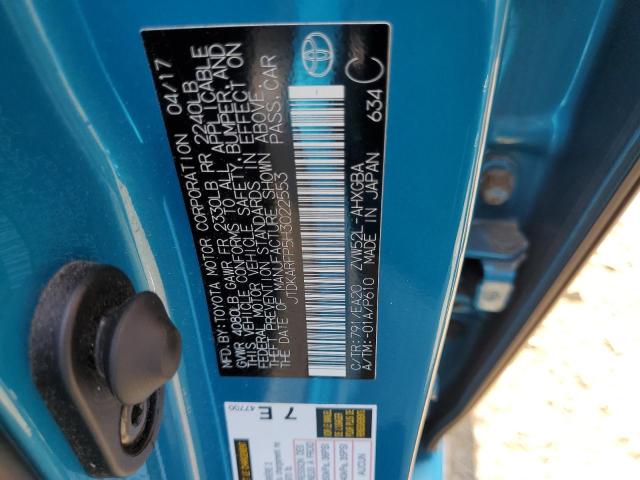 MFD. BY: TOYOTA MOTOR CORPORATION 04/17
GVWR 4080LB GAWR FR 2330LB RR 2240LB
THIS VEHICLE CONFORMS TO ALL APPLICABLE
FEDERAL MOTOR VEHICLE SAFETY, BUMPER, AND
THEFT PREVENTION STANDARDS IN EFFECT ON
THE DATE OF MANUFACTURE SHOWN ABOVE.
JTDKARFP5H3022553 PASS. CAR
C/TR: 791/EA20 ZVW52L-AHXGBA 634 C
A/TM: -01A/P610 MADE IN JAPAN
7 E
47700